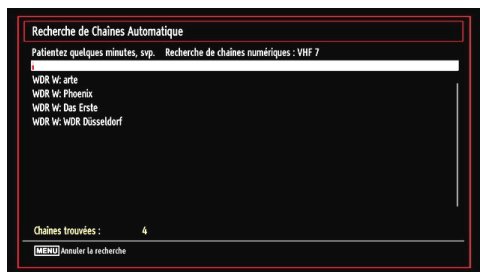 Recherche de Chaines Automatique
Patientez quelques minutes, svp. Recherche de chaines numériques : VHF 7
WDR W: arte
WDR W: Phoenix
WDR W: Das Erste
WDR W: WDR Düsseldorf
Chaînes trouvées : 4
MENU Annuler la recherche